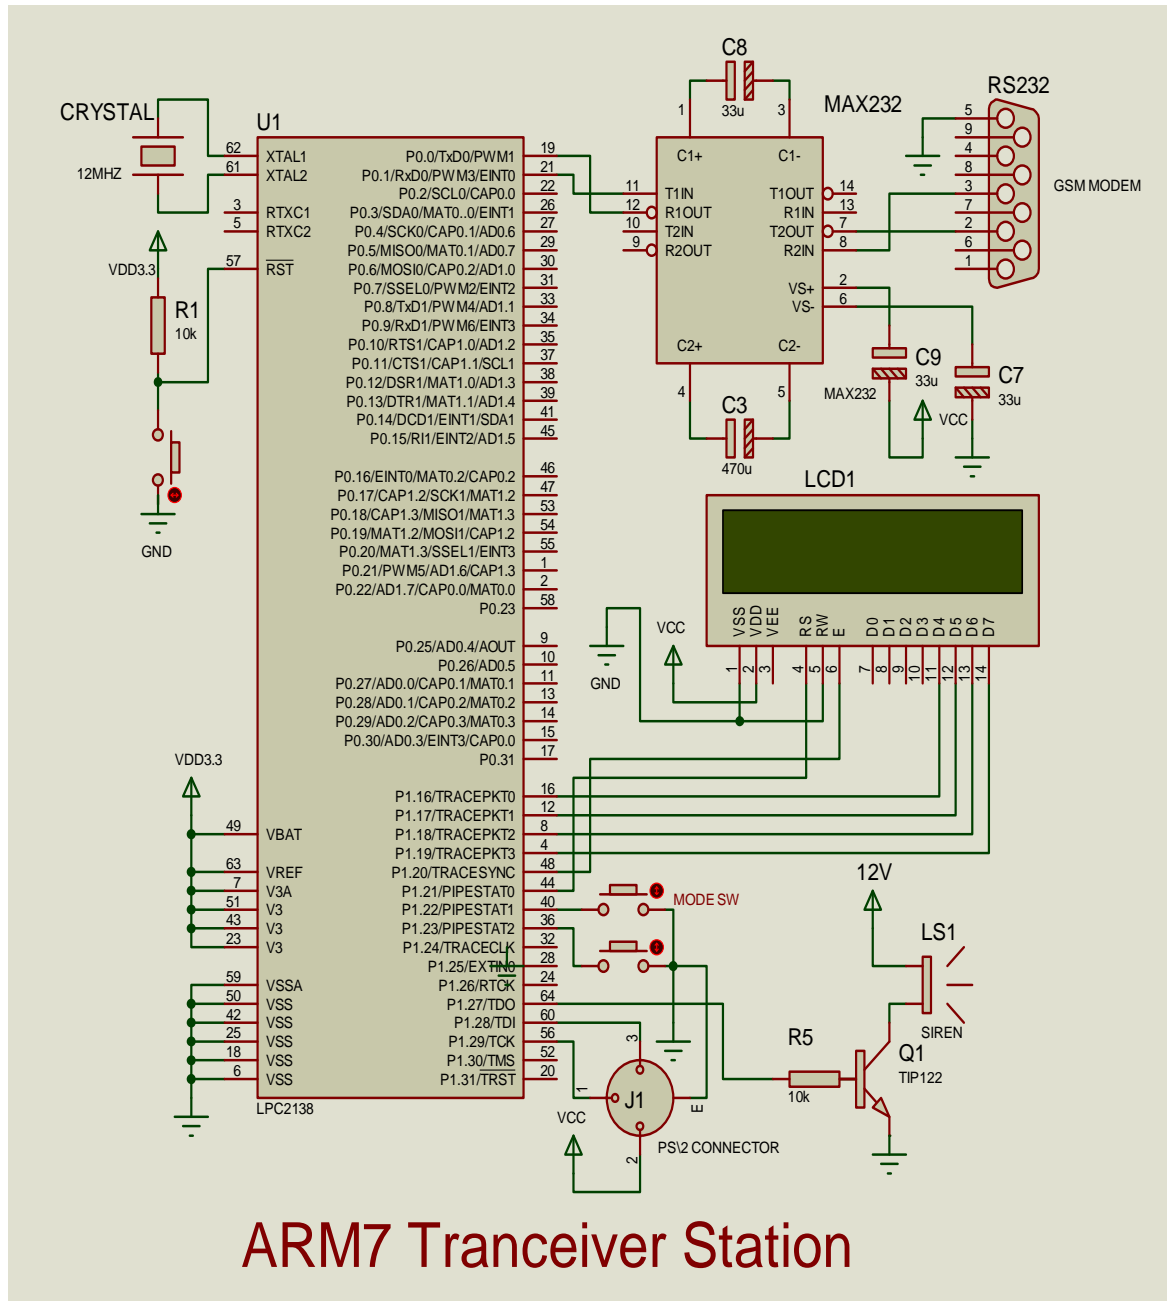 C8
33u
1
3
MAX232
RS232
CRYSTAL
12MHZ
U1
C1+
C1-
11 T1IN
12 R1OUT
10 T2IN
9 R2OUT
T1OUT 14
R1IN 13
T2OUT 7
R2IN 8
VS+ 2
VS- 6
C2+
C2-
4
5
C3
470u
5
9
4
8
3
7
2
6
1
GSM MODEM
C9
33u
MAX232
C7
33u
VCC
62 XTAL1
61 XTAL2
3 RTXC1
5 RTXC2
57 RST
VDD3.3
R1
10k
GND
P0.0/TxD0/PWM1 19
P0.1/RxD0/PWM3/EINT0 21
P0.2/SCL0/CAP0.0 22
P0.3/SDA0/MAT0..0/EINT1 26
P0.4/SCK0/CAP0.1/AD0.6 27
P0.5/MISO0/MAT0.1/AD0.7 29
P0.6/MOSI0/CAP0.2/AD1.0 30
P0.7/SSEL0/PWM2/EINT2 31
P0.8/TxD1/PWM4/AD1.1 33
P0.9/RxD1/PWM6/EINT3 34
P0.10/RTS1/CAP1.0/AD1.2 35
P0.11/CTS1/CAP1.1/SCL1 37
P0.12/DSR1/MAT1.0/AD1.3 38
P0.13/DTR1/MAT1.1/AD1.4 39
P0.14/DCD1/EINT1/SDA1 41
P0.15/RI1/EINT2/AD1.5 45
P0.16/EINT0/MAT0.2/CAP0.2 46
P0.17/CAP1.2/SCK1/MAT1.2 47
P0.18/CAP1.3/MISO1/MAT1.3 53
P0.19/MAT1.2/MOSI1/CAP1.2 54
P0.20/MAT1.3/SSEL1/EINT3 55
P0.21/PWM5/AD1.6/CAP1.3 1
P0.22/AD1.7/CAP0.0/MAT0.0 2
P0.23 58
P0.25/AD0.4/AOUT 9
P0.26/AD0.5 10
P0.27/AD0.0/CAP0.1/MAT0.1 11
P0.28/AD0.1/CAP0.2/MAT0.2 13
P0.29/AD0.2/CAP0.3/MAT0.3 14
P0.30/AD0.3/EINT3/CAP0.0 15
P0.31 17
P1.16/TRACEPKT0 16
P1.17/TRACEPKT1 12
P1.18/TRACEPKT2 8
P1.19/TRACEPKT3 4
P1.20/TRACESYNC 48
P1.21/PIPESTAT0 44
P1.22/PIPESTAT1 40
P1.23/PIPESTAT2 36
P1.24/TRACECLK 32
P1.25/EXTIN0 28
P1.26/RTCK 24
P1.27/TDO 64
P1.28/TDI 60
P1.29/TCK 56
P1.30/TMS 52
P1.31/TRST 20
VDD3.3
49 VBAT
63 VREF
7 V3A
51 V3
43 V3
23 V3
59 VSSA
50 VSS
42 VSS
25 VSS
18 VSS
6 VSS
LPC2138
LCD1
VSS
VDD
VEE
RS
RW
E
D0
D1
D2
D3
D4
D5
D6
D7
1
2
3
4
5
6
7
8
9
10
11
12
13
14
VCC
GND
MODE SW
12V
LS1
SIREN
R5
10k
Q1
TIP122
3
1
J1
E
2
VCC
PS\2 CONNECTOR
ARM7 Tranceiver Station